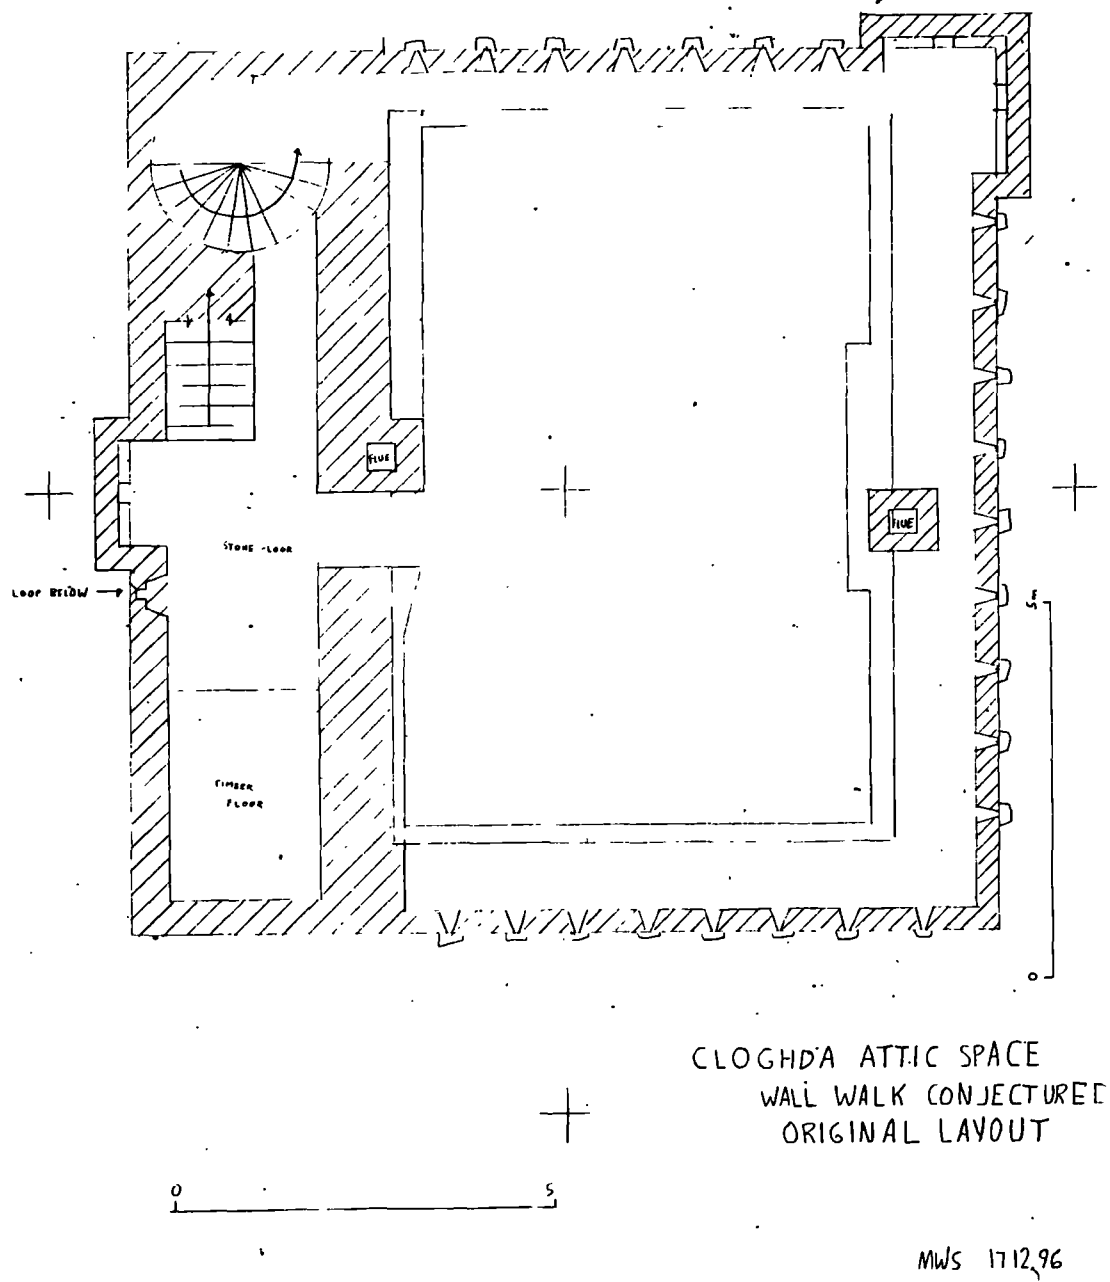 FLUE
FLUE
STONE FLOOR
LOOP BELOW
5m
TIMBER
FLOOR
0
CLOGHDA ATTIC SPACE
WALL WALK CONJECTURED
ORIGINAL LAYOUT
0 5
MWS 17 12 96